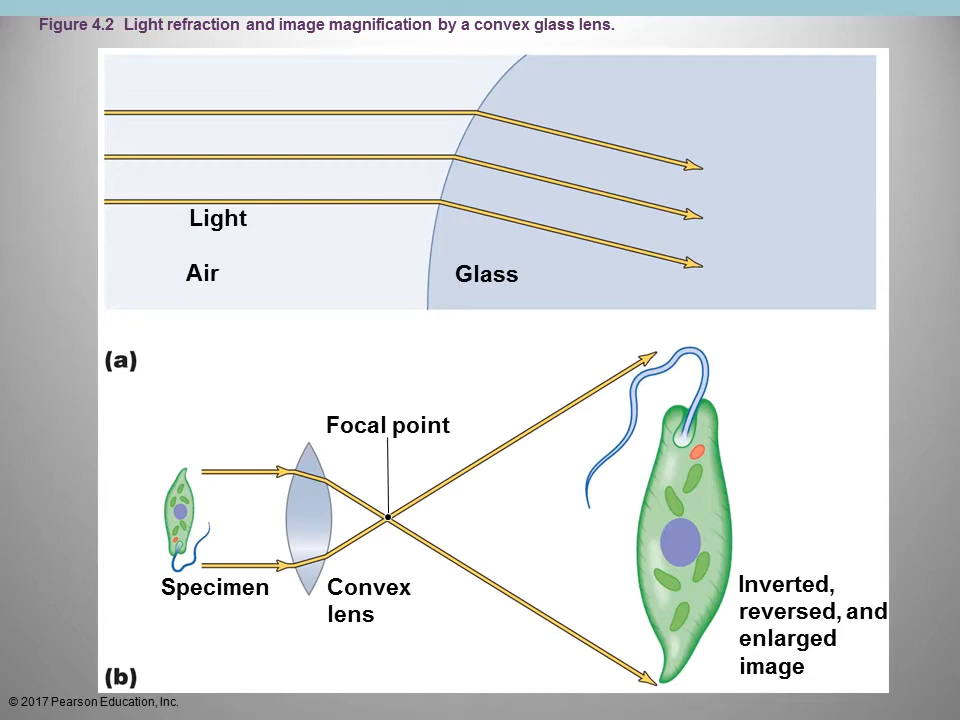 Figure 4.2 Light refraction and image magnification by a convex glass lens.
Light
Air
Glass
(a)
Focal point
Specimen
Convex
lens
Inverted,
reversed, and
enlarged
image
(b)
© 2017 Pearson Education, Inc.